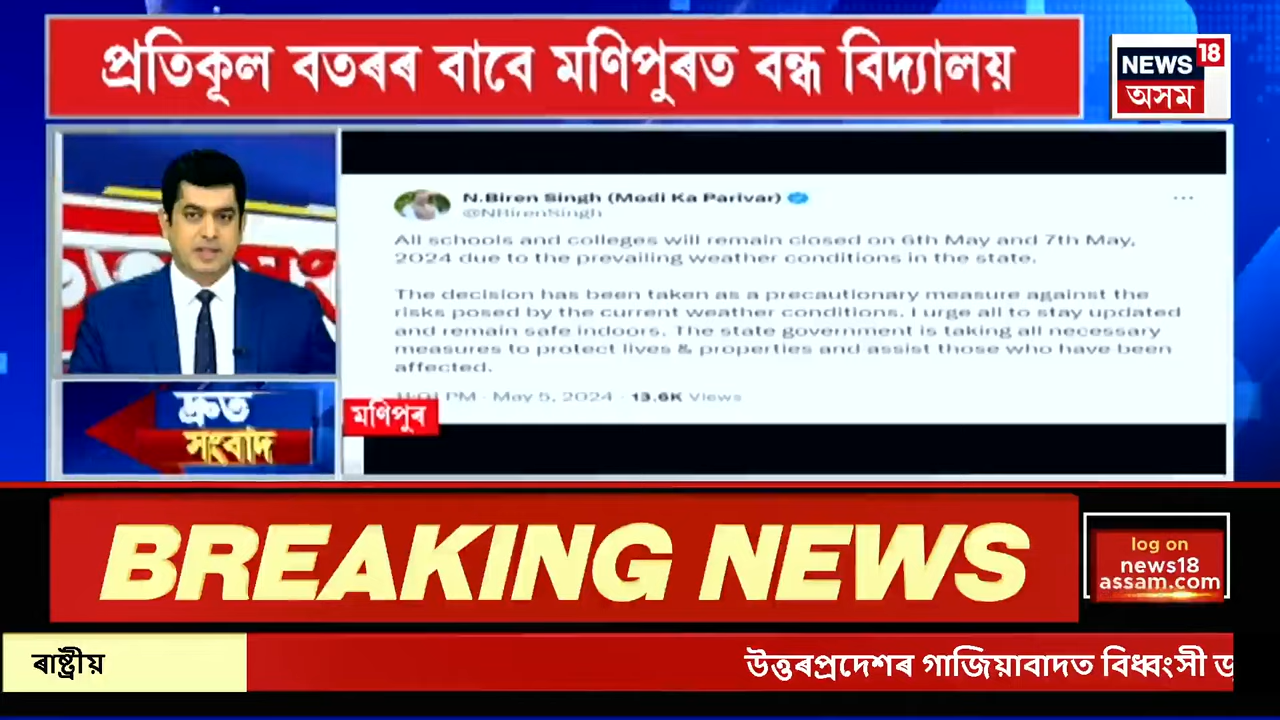 প্ৰতিকূল বতৰৰ বাবে মণিপুৰত বন্ধ বিদ্যালয়
NEWS 18
অসম
N.Biren Singh (Modi Ka Parivar)
@NBirenSingh
All schools and colleges will remain closed on 6th May and 7th May,
2024 due to the prevailing weather conditions in the state.
The decision has been taken as a precautionary measure against the
risks posed by the current weather conditions. I urge all to stay updated
and remain safe indoors. The state government is taking all necessary
measures to protect lives & properties and assist those who have been
affected.
PM · May 5, 2024 · 13.6K Views
দ্ৰুত
সংবাদ
মণিপুৰ
BREAKING NEWS
log on
news18
assam.com
ৰাষ্ট্ৰীয়
উত্তৰপ্ৰদেশৰ গাজিয়াবাদত বিধ্বংসী